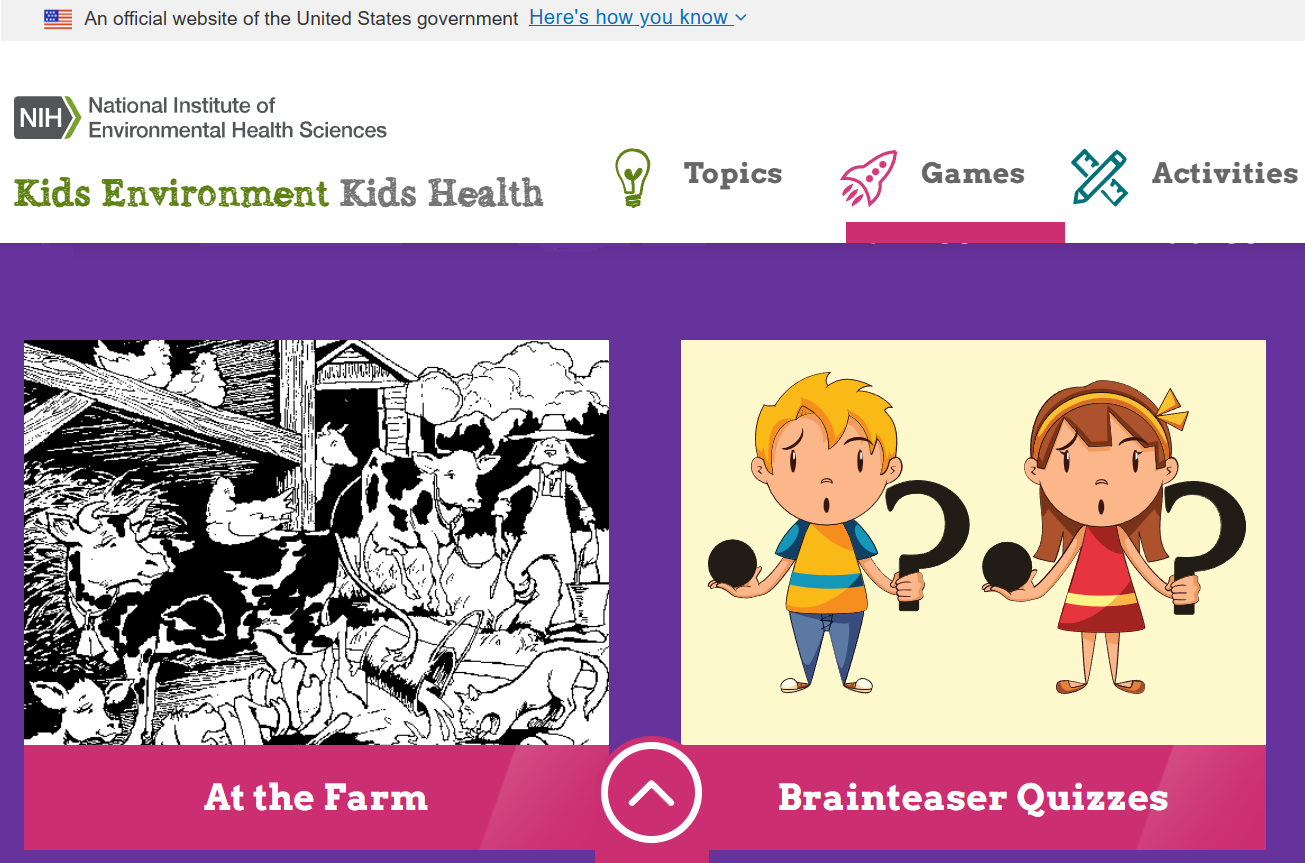 An official website of the United States government Here's how you know
NIH National Institute of
Environmental Health Sciences
Kids Environment Kids Health
Topics
Games
Activities
At the Farm
Brainteaser Quizzes